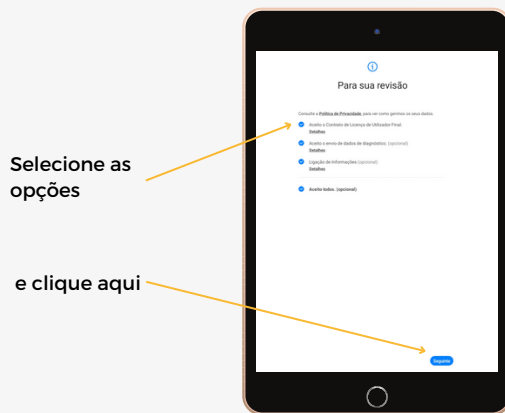 Para sua revisão
Consulte a Política de Privacidade para ver como gerimos os seus dados.
Aceito o Contrato de Licença de Utilizador Final.
Detalhes
Aceito o envio de dados de diagnóstico. (opcional)
Detalhes
Ligação de Informações (opcional)
Detalhes
Aceito todos. (opcional)
Selecione as
opções
e clique aqui
Seguinte